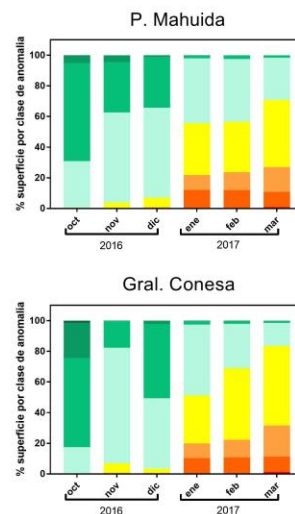 P. Mahuida
% superficie por clase de anomalia
100
80
60
40
20
0
oct
nov
dic
ene
feb
mar
2016
2017
Gral. Conesa
% superficie por clase de anomalia
100
80
60
40
20
0
oct
nov
dic
ene
feb
mar
2016
2017